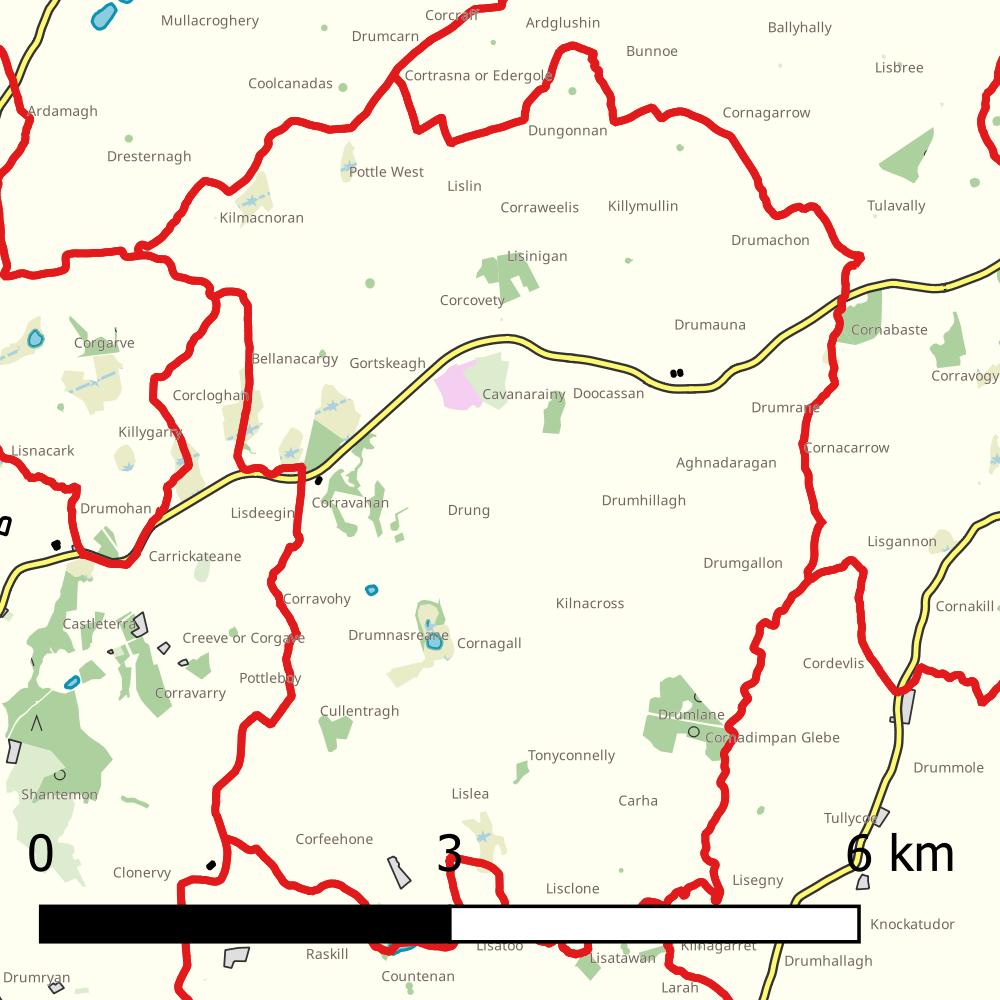 Corcraff
Mullacroghery
Ardglushin
Ballyhally
Drumcarn
Bunnoe
Lisbree
Cortrasna or Edergole
Coolcanadas
Ardamagh
Cornagarrow
Dungonnan
Dresternagh
Pottle West
Lislin
Corraweelis
Killymullin
Tulavally
Kilmacnoran
Drumachon
Lisinigan
Corcovety
Drumauna
Cornabaste
Corgarve
Bellanacargy
Gortskeagh
Corravogy
Corcloghan
Cavanarainy
Doocassan
Drumrane
Killygarry
Lisnacark
Cornacarrow
Aghnadaragan
Drumhillagh
Drumohan
Corravahan
Lisdeegin
Drung
Lisgannon
Carrickateane
Drumgallon
Corravohy
Kilnacross
Cornakill
Castleterra
Creeve or Corgave
Drumnasreane
Cornagall
Cordevlis
Pottleboy
Corravarry
Cullentragh
Drumlane
Cornadimpan Glebe
Tonyconnelly
Drummole
Shantemon
Lislea
Carha
Tullycoe
Corfeehone
0 3 6 km
Clonervy
Lisclone
Lisegny
Knockatudor
Raskill
Lisatoo
Lisatawan
Kilnagarret
Drumhallagh
Drumryan
Countenan
Larah